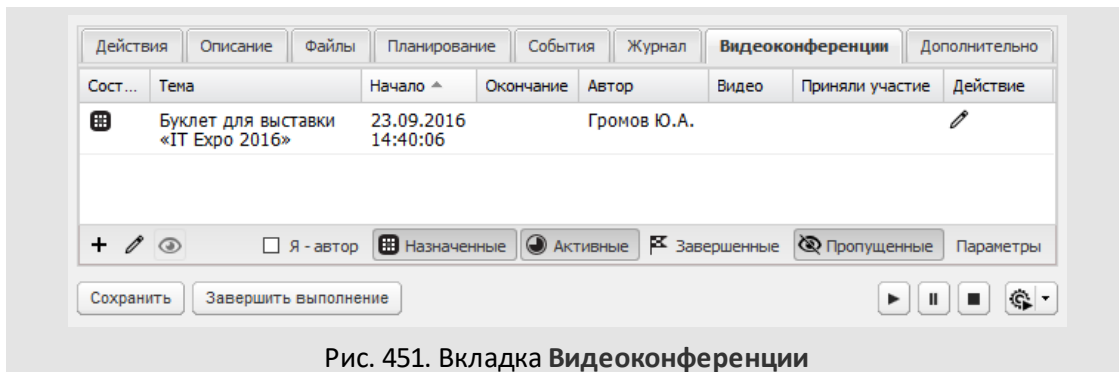 Действия Описание Файлы Планирование События Журнал Видеоконференции Дополнительно
Сост... Тема Начало Окончание Автор Видео Приняли участие Действие
Буклет для выставки 23.09.2016 Громов Ю.А.
«IT Expo 2016» 14:40:06
Я - автор Назначенные Активные Завершенные Пропущенные Параметры
Сохранить Завершить выполнение
Рис. 451. Вкладка Видеоконференции